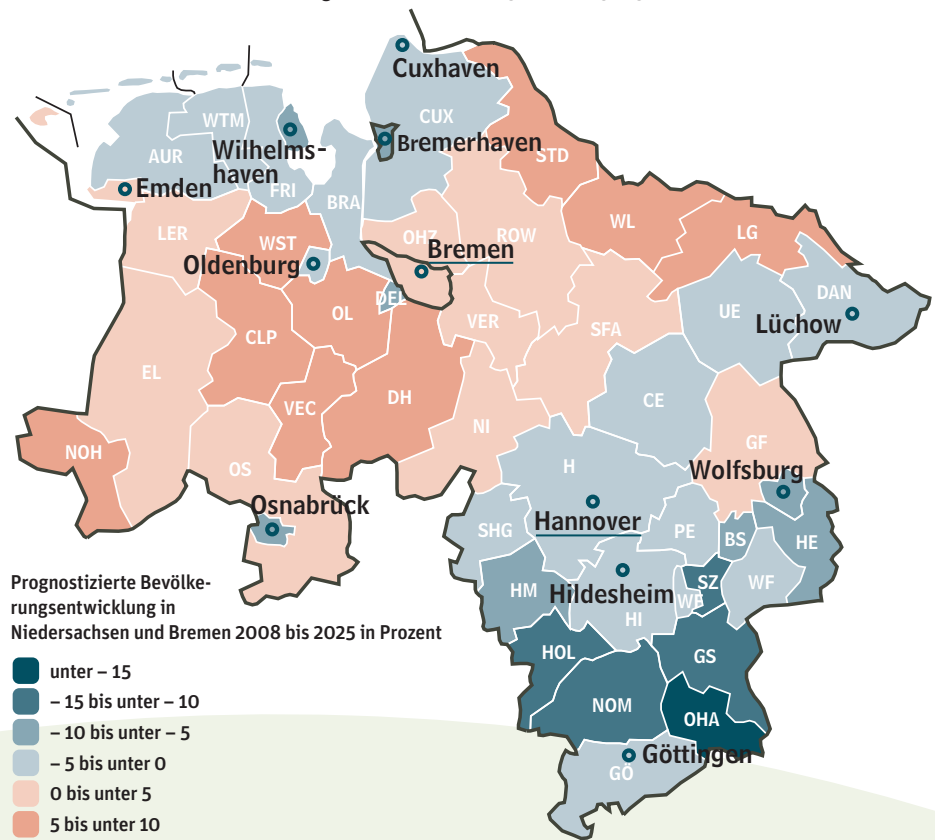 Cuxhaven
CUX
WTM
Wilhelms-
haven
Bremerhaven
AUR
STD
Emden
FRI
BRA
LER
WST
OHZ
ROW
WL
LG
Bremen
Oldenburg
DEL
DAN
OL
VER
SFA
UE
Lüchow
CLP
EL
VEC
DH
CE
NI
GF
NOH
OS
H
Wolfsburg
Osnabrück
Hannover
SHG
PE
BS
HE
HM
Hildesheim
SZ
WF
WF
HI
HOL
GS
NOM
OHA
Göttingen
GÖ
Prognostizierte Bevölke-
rungsentwicklung in
Niedersachsen und Bremen 2008 bis 2025 in Prozent
unter – 15
– 15 bis unter – 10
– 10 bis unter – 5
– 5 bis unter 0
0 bis unter 5
5 bis unter 10